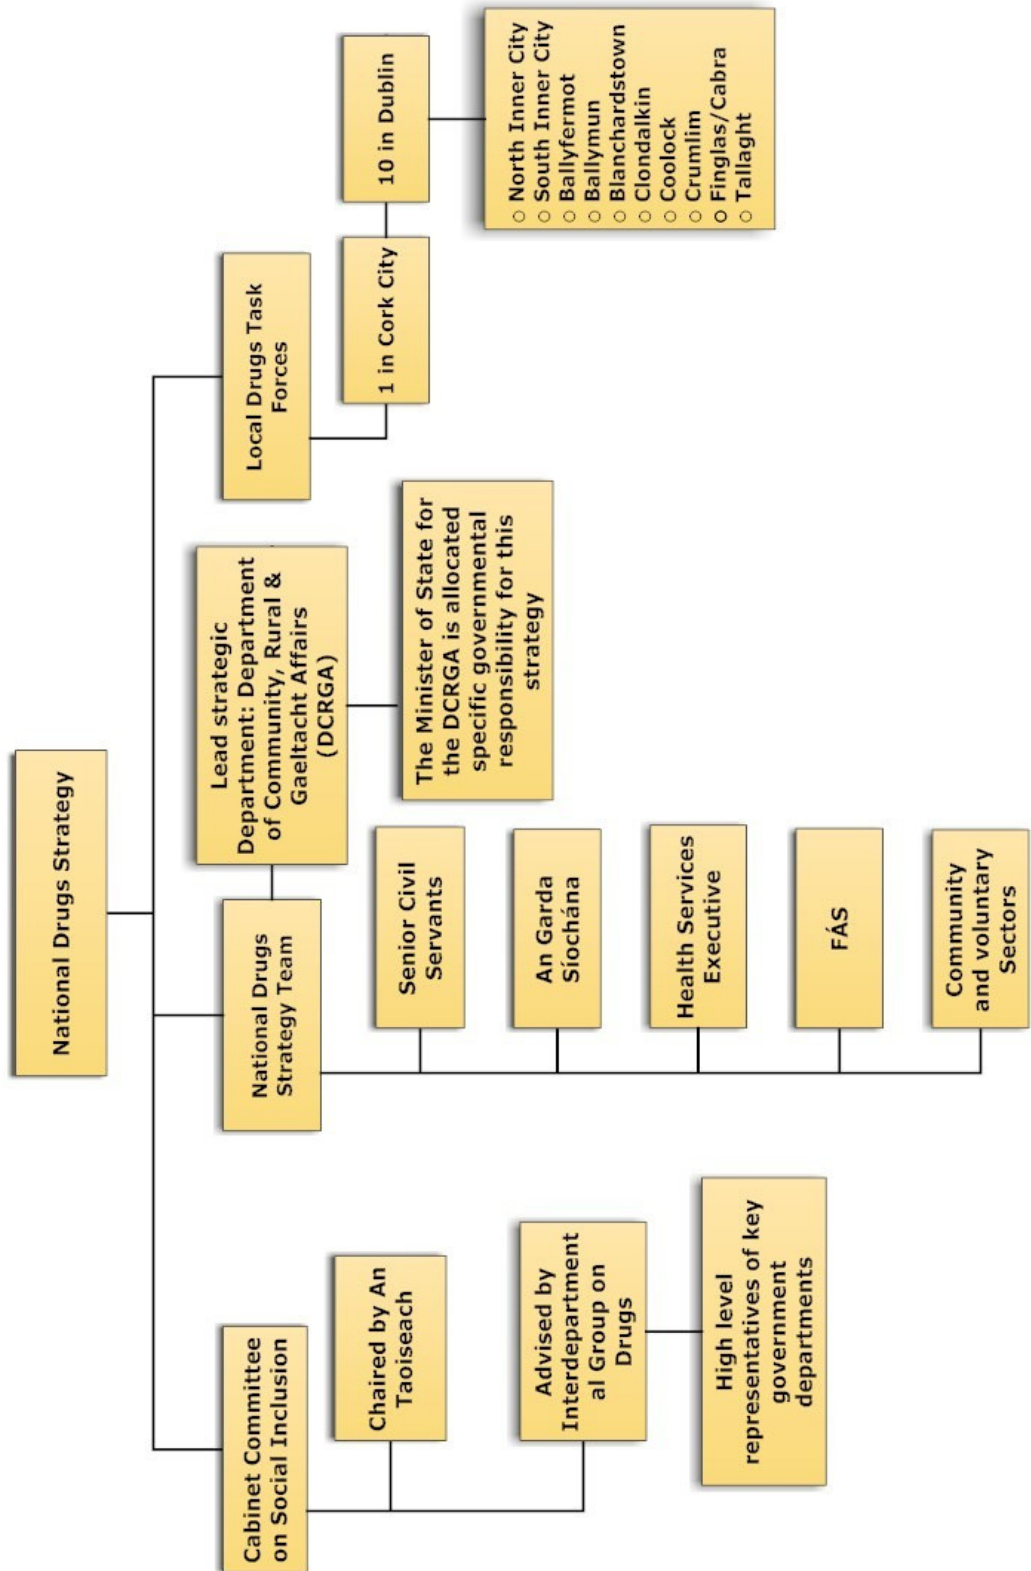 National Drugs Strategy
Cabinet Committee
on Social Inclusion
Chaired by An
Taoiseach
Advised by
Interdepartment
al Group on
Drugs
High level
representatives of key
government
departments
National Drugs
Strategy Team
Senior Civil
Servants
An Garda
Síochána
Health Services
Executive
FÁS
Community
and voluntary
Sectors
Lead strategic
Department: Department
of Community, Rural &
Gaeltacht Affairs
(DCRGA)
The Minister of State for
the DCRGA is allocated
specific governmental
responsibility for this
strategy
Local Drugs Task
Forces
1 in Cork City
10 in Dublin
○ North Inner City
○ South Inner City
○ Ballyfermot
○ Ballymun
○ Blanchardstown
○ Clondalkin
○ Coolock
○ Crumlim
○ Finglas/Cabra
○ Tallaght